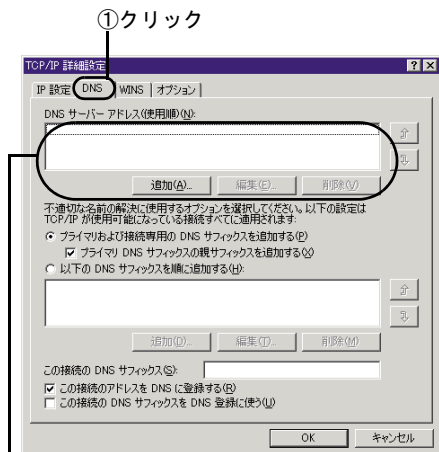 ①クリック
TCP/IP 詳細設定
IP 設定 DNS WINS オプション
DNS サーバー アドレス(使用順)(N):
追加(A)... 編集(E)... 削除(V)
不適切な名前の解決に使用するオプションを選択してください。以下の設定は
TCP/IP が使用可能になっている接続すべてに適用されます:
プライマリおよび接続専用の DNS サフィックスを追加する(P)
プライマリ DNS サフィックスの親サフィックスを追加する(X)
以下の DNS サフィックスを順に追加する(H):
追加(D)... 編集(T)... 削除(M)
この接続の DNS サフィックス(S):
この接続のアドレスを DNS に登録する(R)
この接続の DNS サフィックスを DNS 登録に使う(U)
OK キャンセル